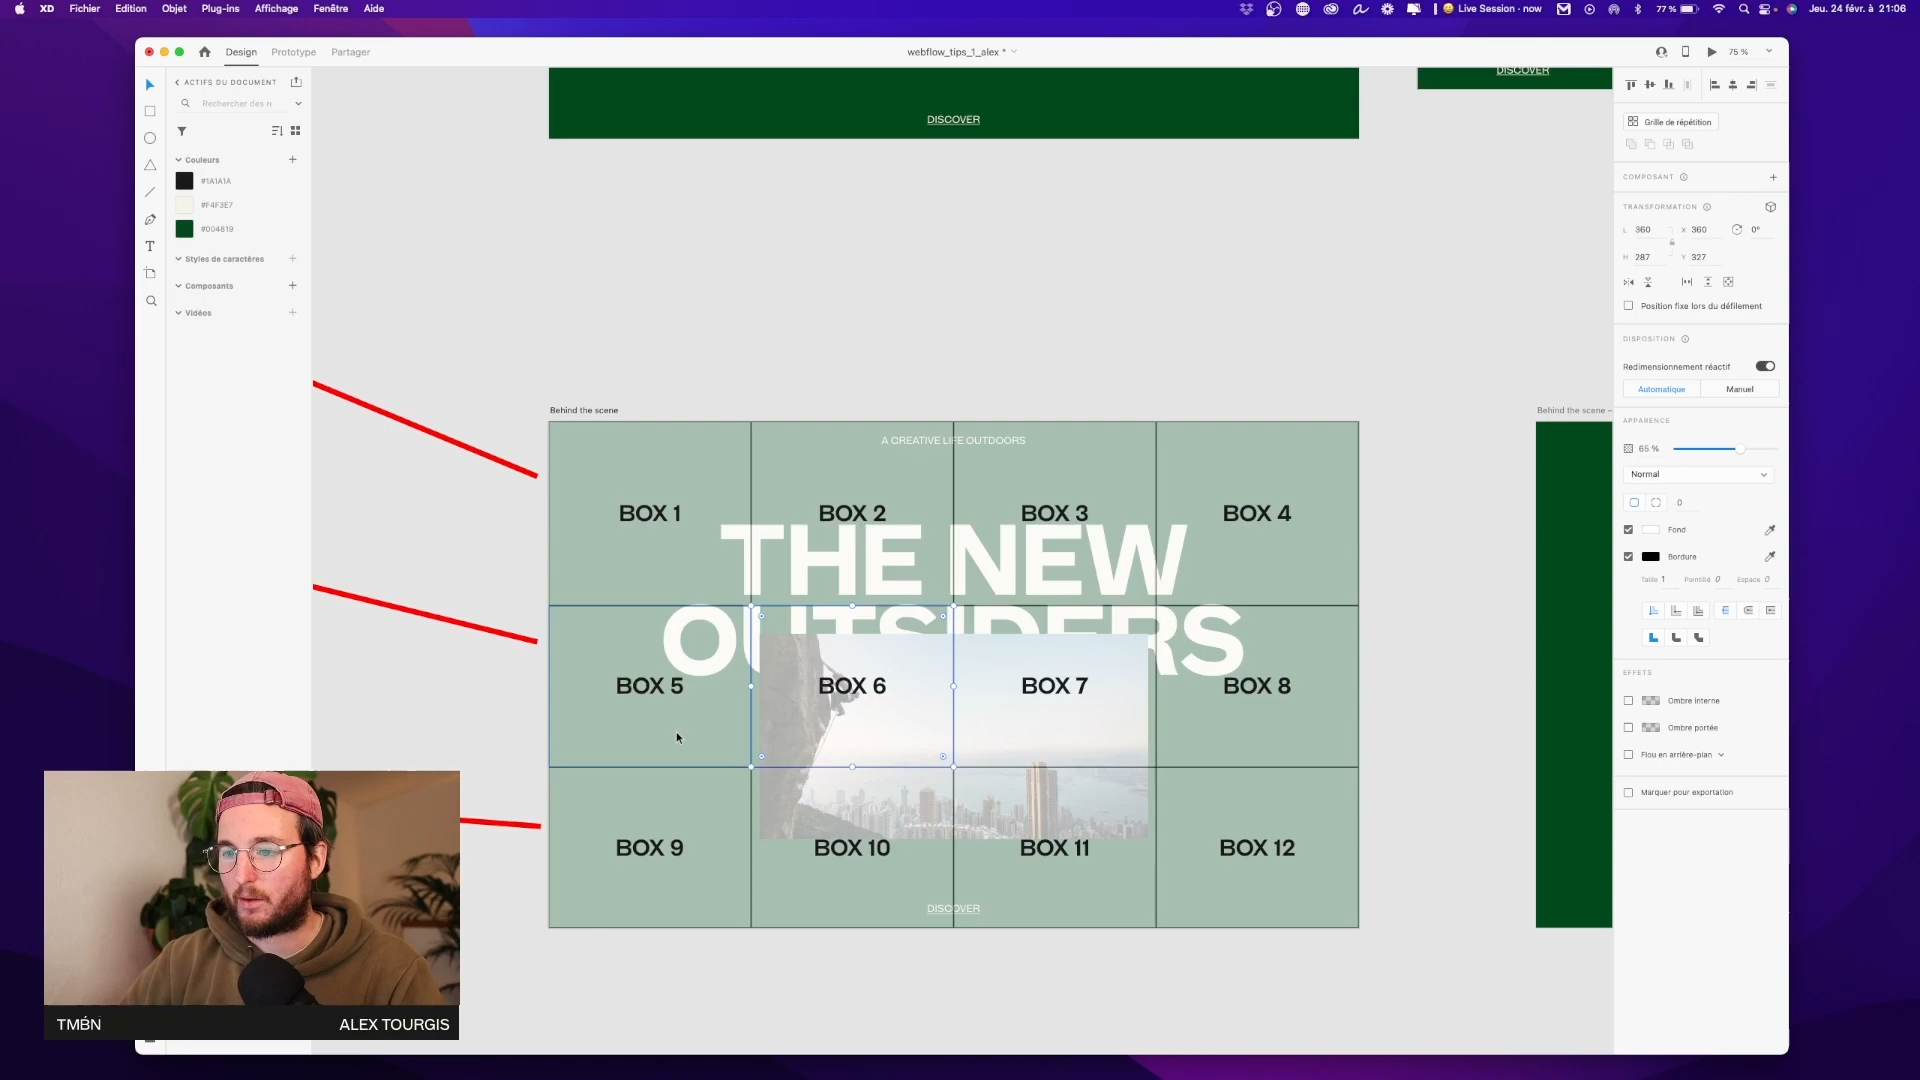 XD Fichier Edition Objet Plug-ins Affichage Fenêtre Aide
Live Session · now
77 %
Jeu. 24 févr. à 21:06
Design Prototype Partager
webflow_tips_1_alex *
75 %
ACTIFS DU DOCUMENT
Rechercher des r
Couleurs
#1A1A1A
#F4F3E7
#004819
Styles de caractères
Composants
Vidéos
DISCOVER
DISCOVER
Behind the scene
Behind the scene –
A CREATIVE LIFE OUTDOORS
BOX 1 BOX 2 BOX 3 BOX 4
THE NEW
OUTSIDERS
BOX 5 BOX 6 BOX 7 BOX 8
BOX 9 BOX 10 BOX 11 BOX 12
DISCOVER
Grille de répétition
COMPOSANT
TRANSFORMATION
L 360 X 360 0°
H 287 Y 327
Position fixe lors du défilement
DISPOSITION
Redimensionnement réactif
Automatique Manuel
APPARENCE
65 %
Normal
0
Fond
Bordure
Taille 1 Pointillé 0 Espace 0
EFFETS
Ombre interne
Ombre portée
Flou en arrière-plan
Marquer pour exportation
TMBN ALEX TOURGIS